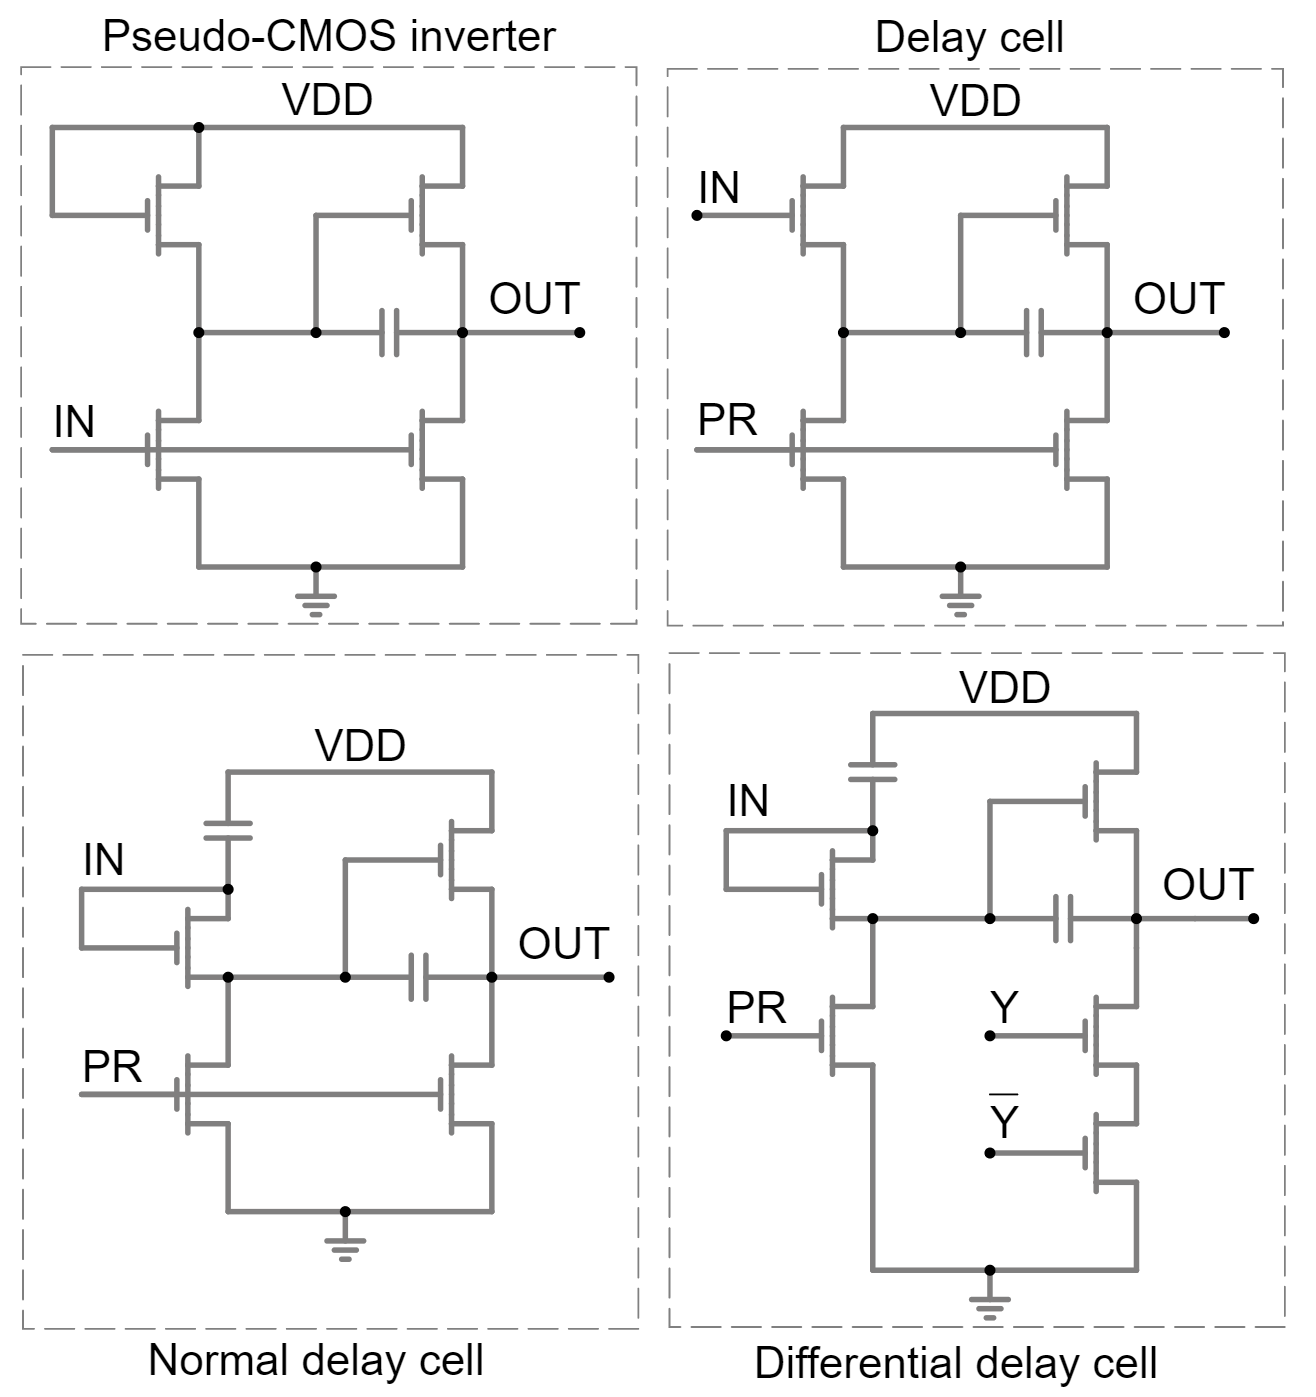 Pseudo-CMOS inverter
VDD
IN
OUT
Delay cell
VDD
IN
OUT
PR
VDD
IN
OUT
PR
Normal delay cell
VDD
IN
OUT
PR
Y
Y̅
Differential delay cell